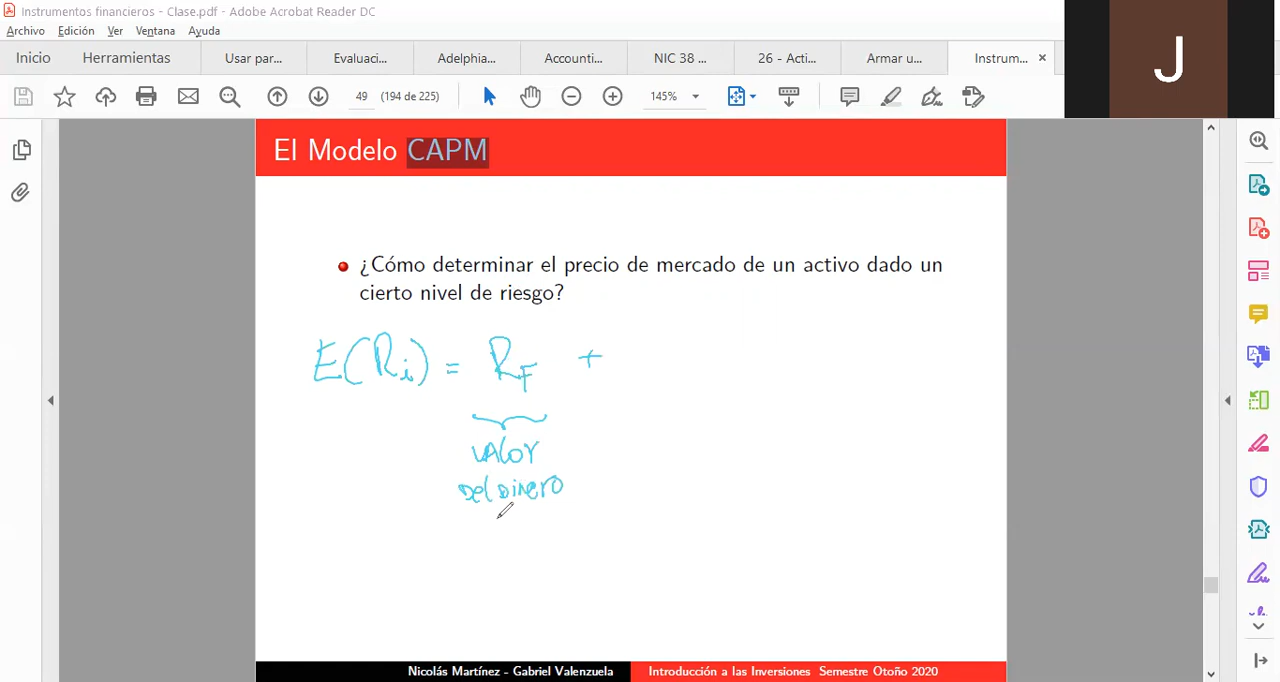 Instrumentos financieros - Clase.pdf - Adobe Acrobat Reader DC
Archivo Edición Ver Ventana Ayuda
Inicio Herramientas Usar par... Evaluaci... Adelphia... Accounti... NIC 38 ... 26 - Acti... Armar u... Instrum... ×
49 (194 de 225) 145%
J
El Modelo CAPM
¿Cómo determinar el precio de mercado de un activo dado un
cierto nivel de riesgo?
E(Ri) = RF +
VALOR
Del Dinero
Nicolás Martínez - Gabriel Valenzuela Introducción a las Inversiones Semestre Otoño 2020